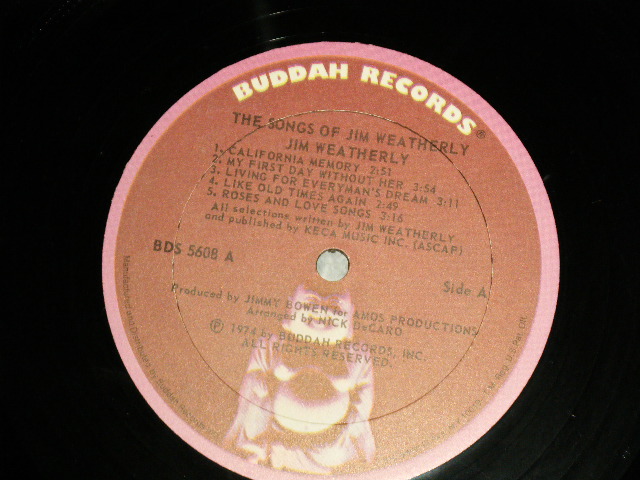 BUDDAH RECORDS®
THE SONGS OF JIM WEATHERLY
JIM WEATHERLY
1. CALIFORNIA MEMORY 2:51
2. MY FIRST DAY WITHOUT HER 3:54
3. LIVING FOR EVERYMAN'S DREAM 3:11
4. LIKE OLD TIMES AGAIN 2:49
5. ROSES AND LOVE SONGS 3:16
All selections written by JIM WEATHERLY
and published by KECA MUSIC INC. (ASCAP)
BDS 5608 A
Side A
Produced by JIMMY BOWEN for AMOS PRODUCTIONS
Arranged by NICK DeCARO
Ⓟ 1974 by BUDDAH RECORDS, INC.
ALL RIGHTS RESERVED.